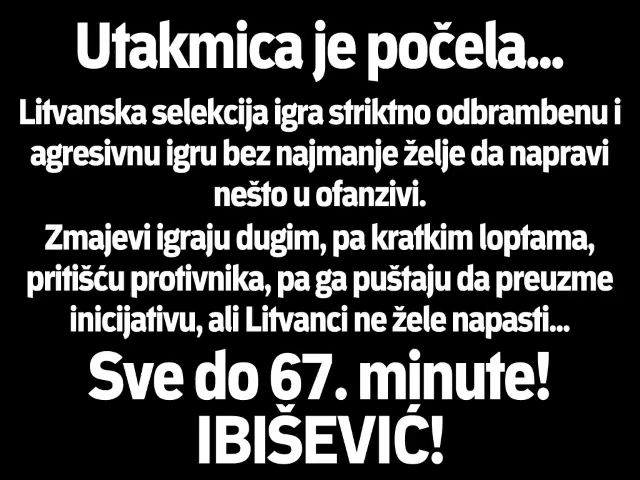 Utakmica je počela...
Litvanska selekcija igra striktno odbrambenu i
agresivnu igru bez najmanje želje da napravi
nešto u ofanzivi.
Zmajevi igraju dugim, pa kratkim loptama,
pritišću protivnika, pa ga puštaju da preuzme
inicijativu, ali Litvanci ne žele napasti...
Sve do 67. minute!
IBIŠEVIĆ!